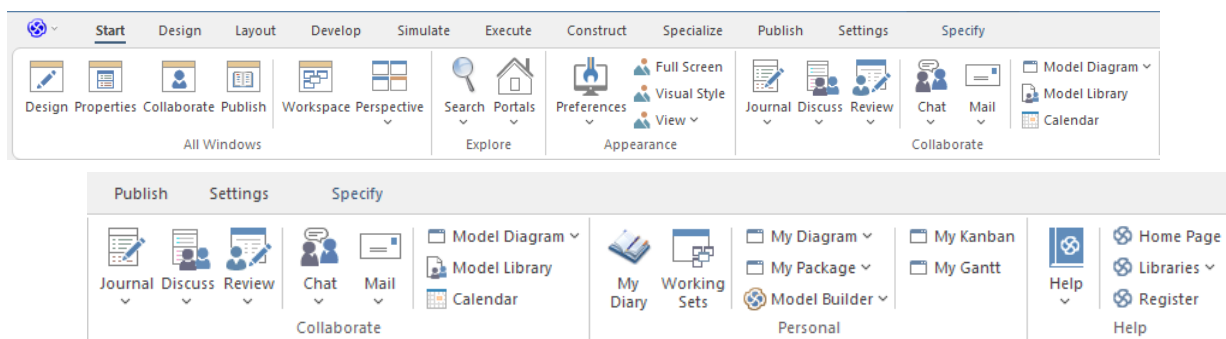 Start Design Layout Develop Simulate Execute Construct Specialize Publish Settings Specify
Full Screen Model Diagram
Visual Style Model Library
Design Properties Collaborate Publish Workspace Perspective Search Portals Preferences Journal Discuss Review Chat Mail
View Calendar
All Windows Explore Appearance Collaborate
Publish Settings Specify
Model Diagram My Diagram My Kanban Home Page
Model Library My Package My Gantt Libraries
Journal Discuss Review Chat Mail My Diary Working Sets Help
Calendar Model Builder Register
Collaborate Personal Help